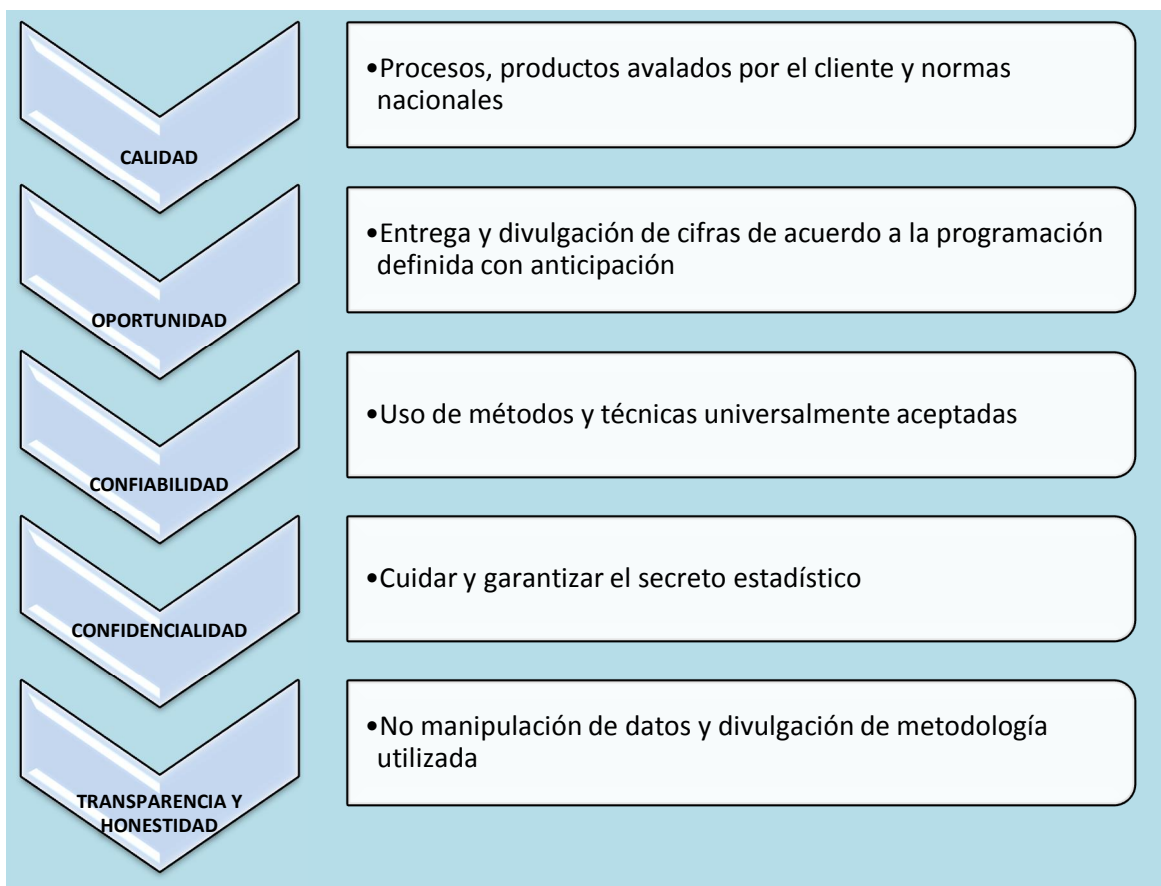 CALIDAD
•Procesos, productos avalados por el cliente y normas
nacionales
OPORTUNIDAD
•Entrega y divulgación de cifras de acuerdo a la programación
definida con anticipación
CONFIABILIDAD
•Uso de métodos y técnicas universalmente aceptadas
CONFIDENCIALIDAD
•Cuidar y garantizar el secreto estadístico
TRANSPARENCIA Y
HONESTIDAD
•No manipulación de datos y divulgación de metodología
utilizada